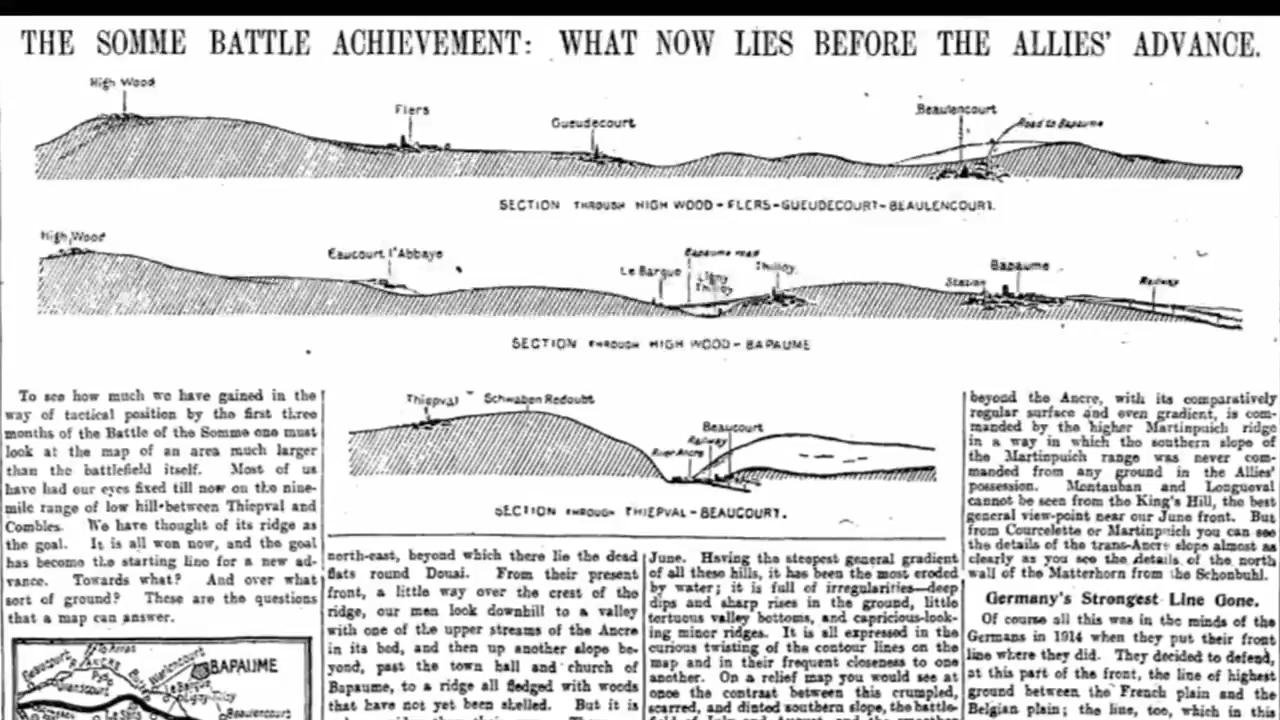 THE SOMME BATTLE ACHIEVEMENT: WHAT NOW LIES BEFORE THE ALLIES' ADVANCE.
High Wood
Flers
Gueudecourt
Beaulencourt
Road to Bapaume
SECTION THROUGH HIGH WOOD-FLERS-GUEUDECOURT-BEAULENCOURT.
High Wood
Eaucourt l'Abbaye
Le Barque
Bapaume road
Ligny
Thilloy
Thilloy
Station
Bapaume
Railway
SECTION THROUGH HIGH WOOD-BAPAUME
To see how much we have gained in the
way of tactical position by the first three
months of the Battle of the Somme one must
look at the map of an area much larger
than the battlefield itself. Most of us
have had our eyes fixed till now on the nine-
mile range of low hill between Thiepval and
Combles. We have thought of its ridge as
the goal. It is all won now, and the goal
has become the starting line for a new ad-
vance. Towards what? And over what
sort of ground? These are the questions
that a map can answer.
to Arras
ANCRE
BAPAUME
Beaulencourt
Thiepval
Schwaben Redoubt
River Ancre
Railway
Beaucourt
SECTION THROUGH THIEPVAL-BEAUCOURT.
north-east, beyond which there lie the dead
flats round Douai. From their present
front, a little way over the crest of the
ridge, our men look downhill to a valley
with one of the upper streams of the Ancre
in its bed, and then up another slope be-
yond, past the town hall and church of
Bapaume, to a ridge all fledged with woods
that have not yet been shelled. But it is
June. Having the steepest general gradient
of all these hills, it has been the most eroded
by water; it is full of irregularities—deep
dips and sharp rises in the ground, little
tortuous valley bottoms, and capricious-look-
ing minor ridges. It is all expressed in the
curious twisting of the contour lines on the
map and in their frequent closeness to one
another. On a relief map you would see at
once the contrast between this crumpled,
scarred, and dinted southern slope, the battle-
field of July and August, and the smoother
beyond the Ancre, with its comparatively
regular surface and even gradient, is com-
manded by the higher Martinpuich ridge
in a way in which the southern slope of
the Martinpuich range was never com-
manded from any ground in the Allies'
possession. Montauban and Longueval
cannot be seen from the King's Hill, the best
general view-point near our June front. But
from Courcelette or Martinpuich you can see
the details of the trans-Ancre slope almost as
clearly as you see the details of the north
wall of the Matterhorn from the Schonbuhl.
Germany's Strongest Line Gone.
Of course all this was in the minds of the
Germans in 1914 when they put their front
line where they did. They decided to defend,
at this part of the front, the line of highest
ground between the French plain and the
Belgian plain; the line, too, which in this